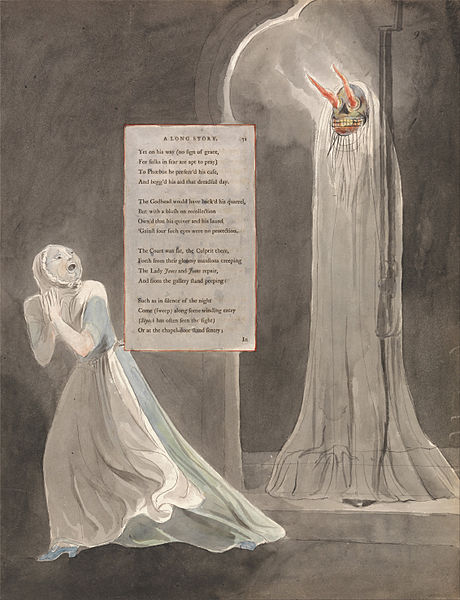 A LONG STORY.
Yet on his way (no sign of grace,
For folks in fear are apt to pray)
To Phœbus he preferr'd his case,
And begg'd his aid that dreadful day.
The Godhead would have back'd his quarrel,
But with a blush on recollection
Own'd that his quiver and his laurel
'Gainst four such eyes were no protection.
The Court was sat, the Culprit there,
Forth from their gloomy mansions creeping
The Lady Janes and Joans repair,
And from the gallery stand peeping:
Such as in silence of the night
Come (sweep) along some winding entry
(Styack has often seen the sight)
Or at the chapel-door stand sentry;
In